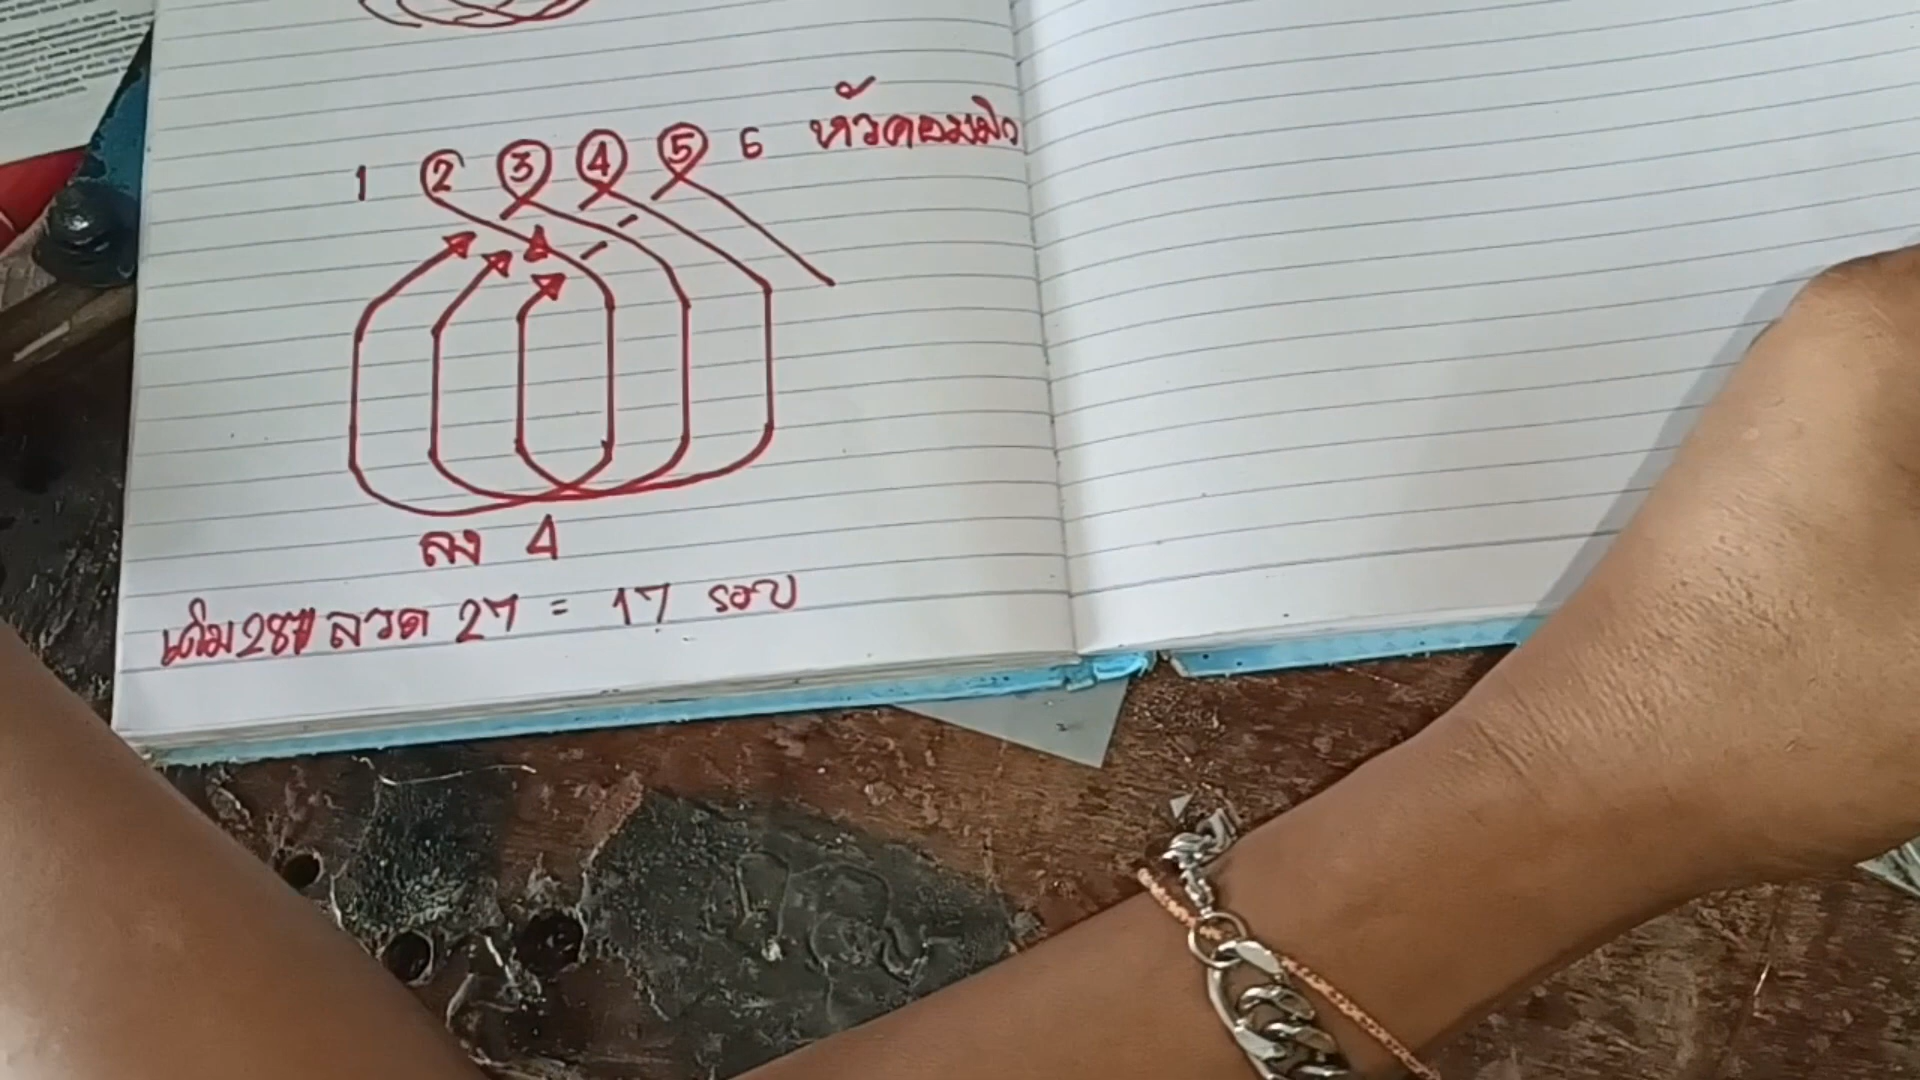 1 2 3 4 5 6 หัวคอมมิว
ลง 4
เดิม 28 ลวด 27 = 17 รอบ